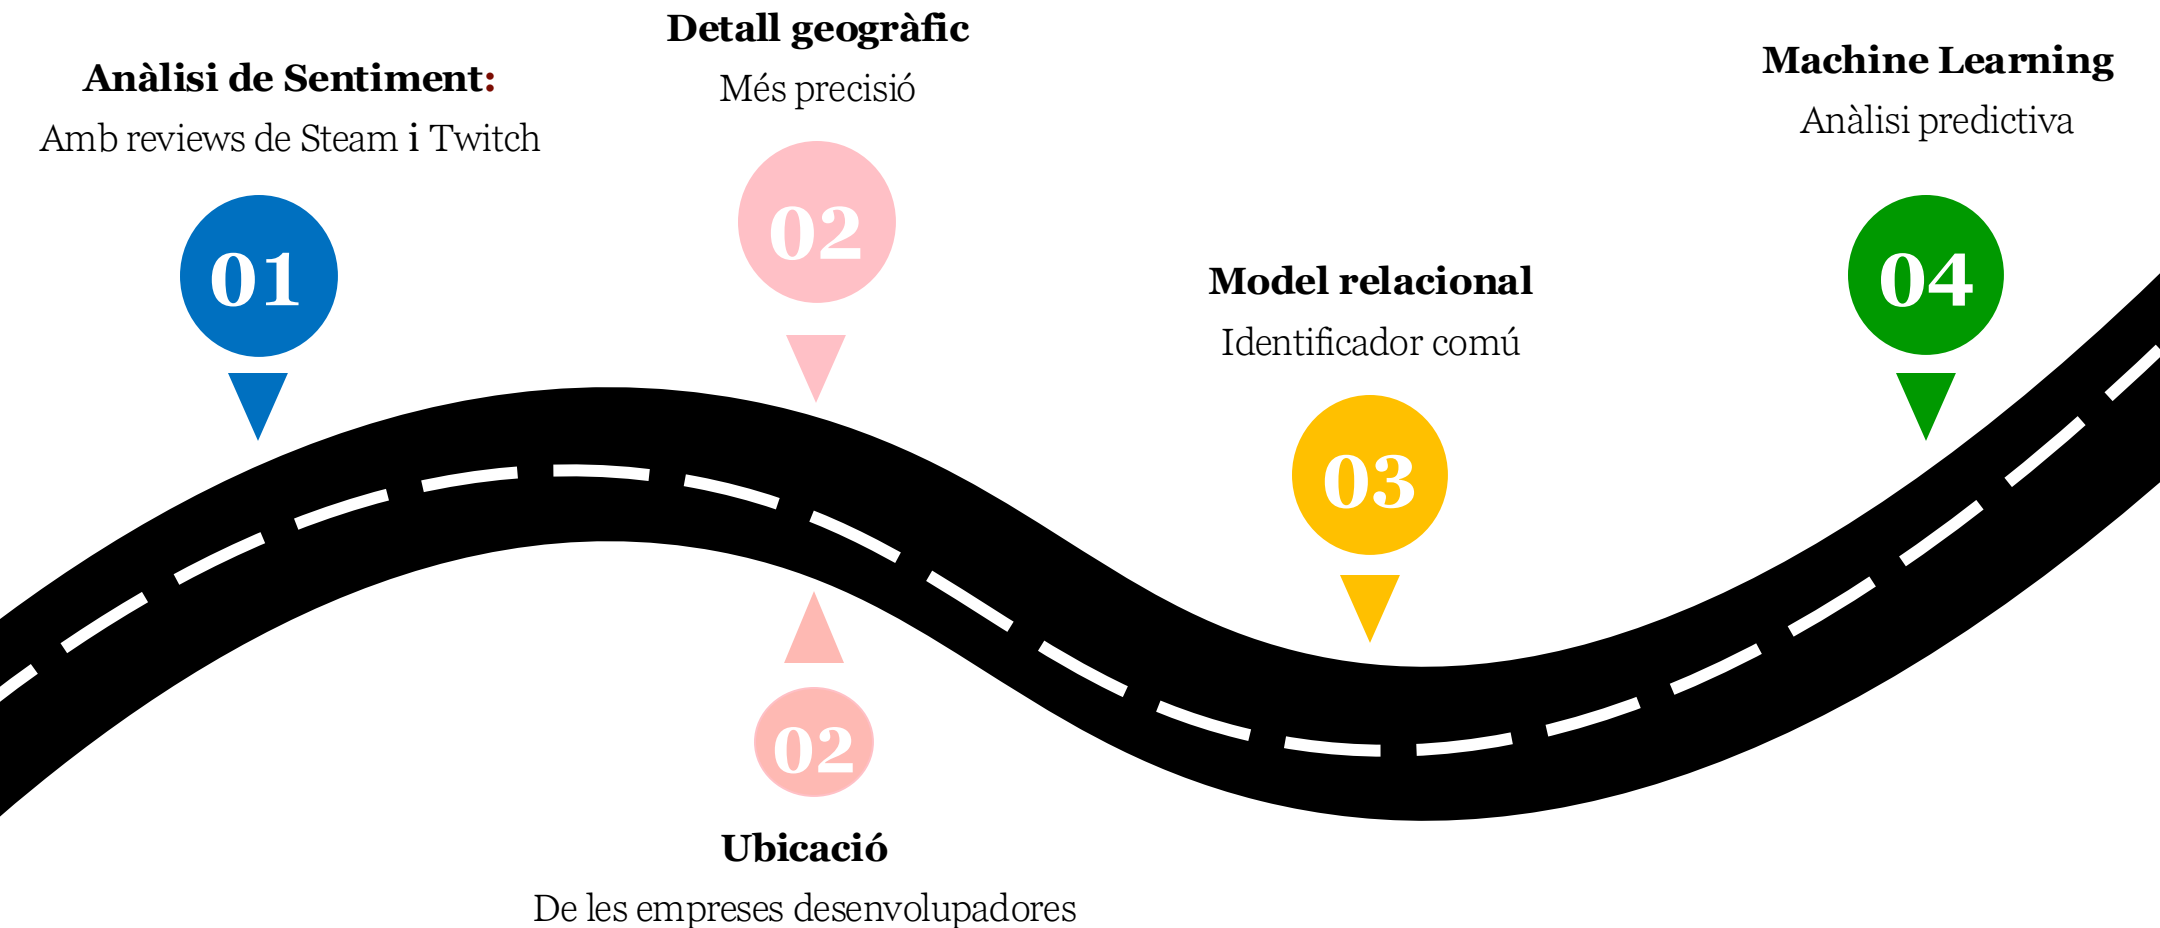 Anàlisi de Sentiment:
Amb reviews de Steam i Twitch
01
Detall geogràfic
Més precisió
02
02
Ubicació
De les empreses desenvolupadores
Model relacional
Identificador comú
03
Machine Learning
Anàlisi predictiva
04